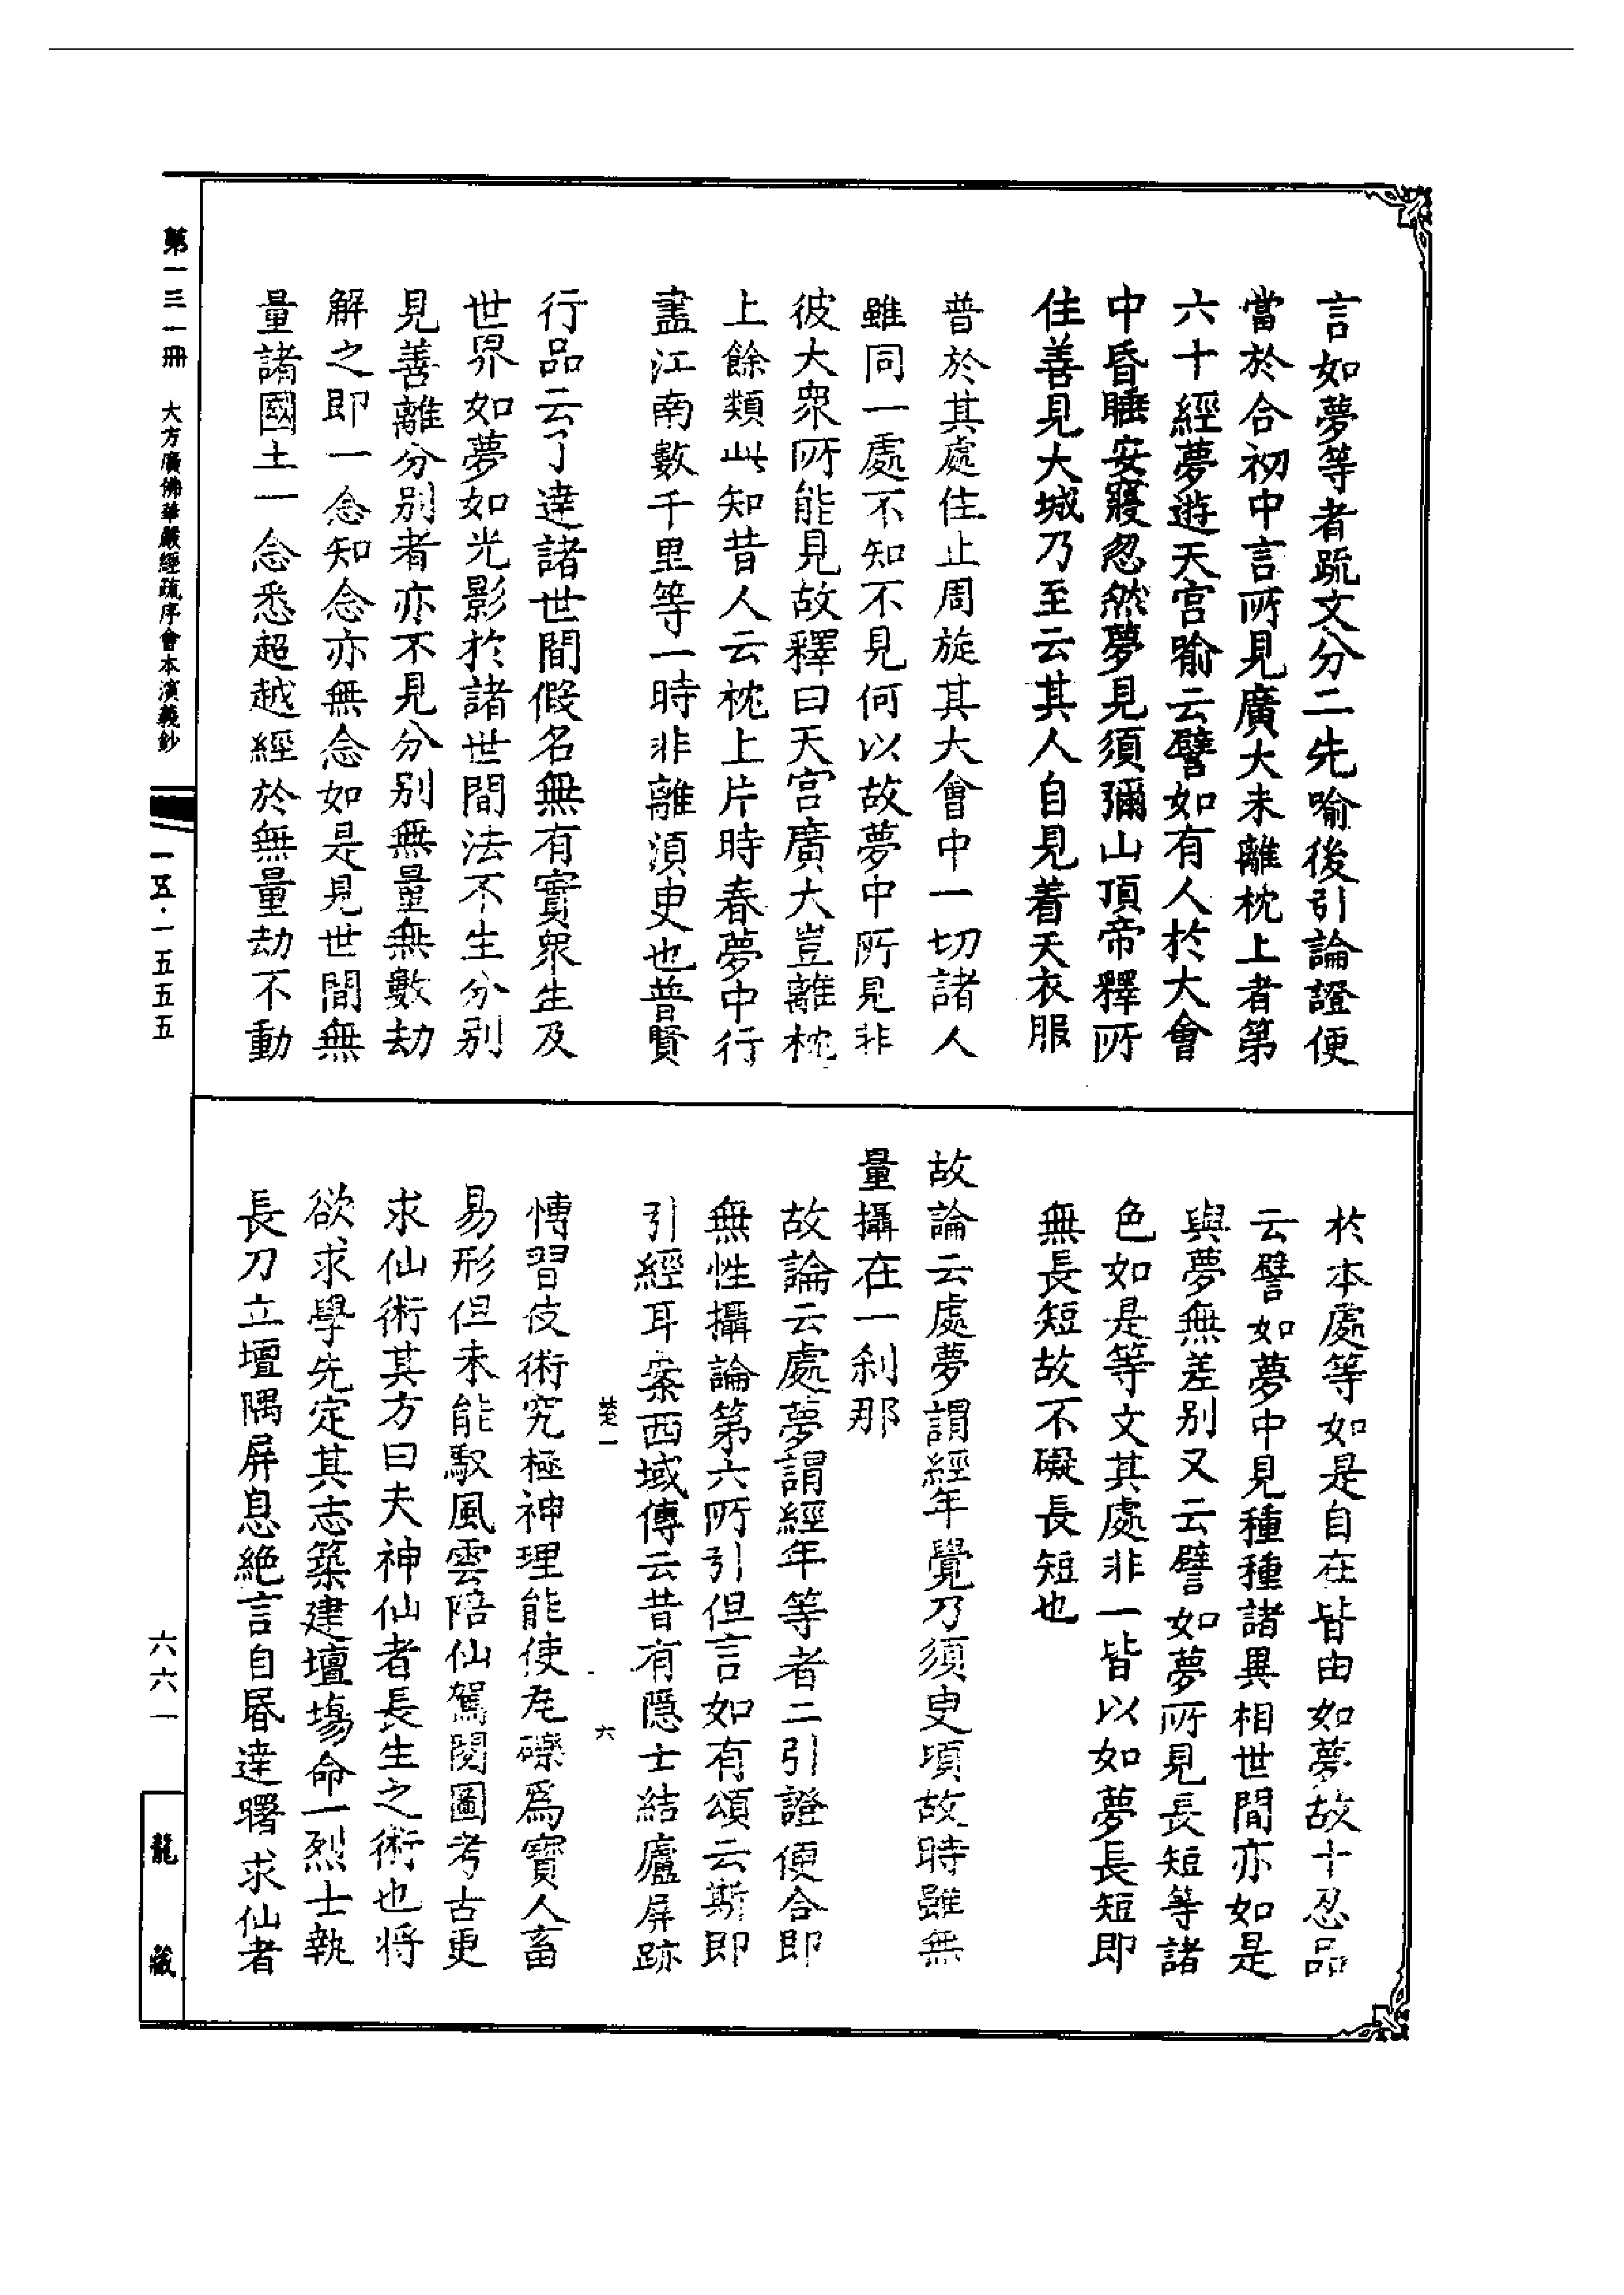 言如夢等者疏文分二先喻後引論證便
當於合初中言所見廣大未離枕上者第
六十經夢遊天宮喻云譬如有人於大會
中昏睡安寢忽然夢見須彌山頂帝釋所
住善見大城乃至云其人自見着天衣服
普於其處住止周旋其大會中一切諸人
雖同一處不知不見何以故夢中所見非
彼大衆所能見故釋曰天宮廣大豈離枕
上餘類此知昔人云枕上片時春夢中行
盡江南數千里等一時非離須臾也普賢
行品云了達諸世間假名無有實衆生及
世界如夢如光影於諸世間法不生分別
見善離分別者亦不見分別無量無數劫
解之即一念知念亦無念如是見世間無
量諸國土一念悉超越經於無量劫不動
於本處等如是自在皆由如夢故十忍品
云譬如夢中見種種諸異相世間亦如是
與夢無差別又云譬如夢所見長短等諸
色如是等文其處非一皆以如夢長短即
無長短故不礙長短也
故論云處夢謂經年覺乃須臾頃故時雖無
量攝在一剎那
故論云處夢謂經年等者二引證便合即
無性攝論第六所引但言如有頌云斯即
引經耳案西域傳云昔有隱士結廬屏跡
楚一
六
慱習伎術究極神理能使瓦礫爲寳人畜
易形但未能馭風雲陪仙駕閱圖考古更
求仙術其方曰夫神仙者長生之術也將
欲求學先定其志築建壇場命一烈士執
長刀立壇隅屏息絶言自昏達曙求仙者
第一三一冊 大方廣佛華嚴經疏序會本演義鈔
一五·一五五五
六六一
龍藏